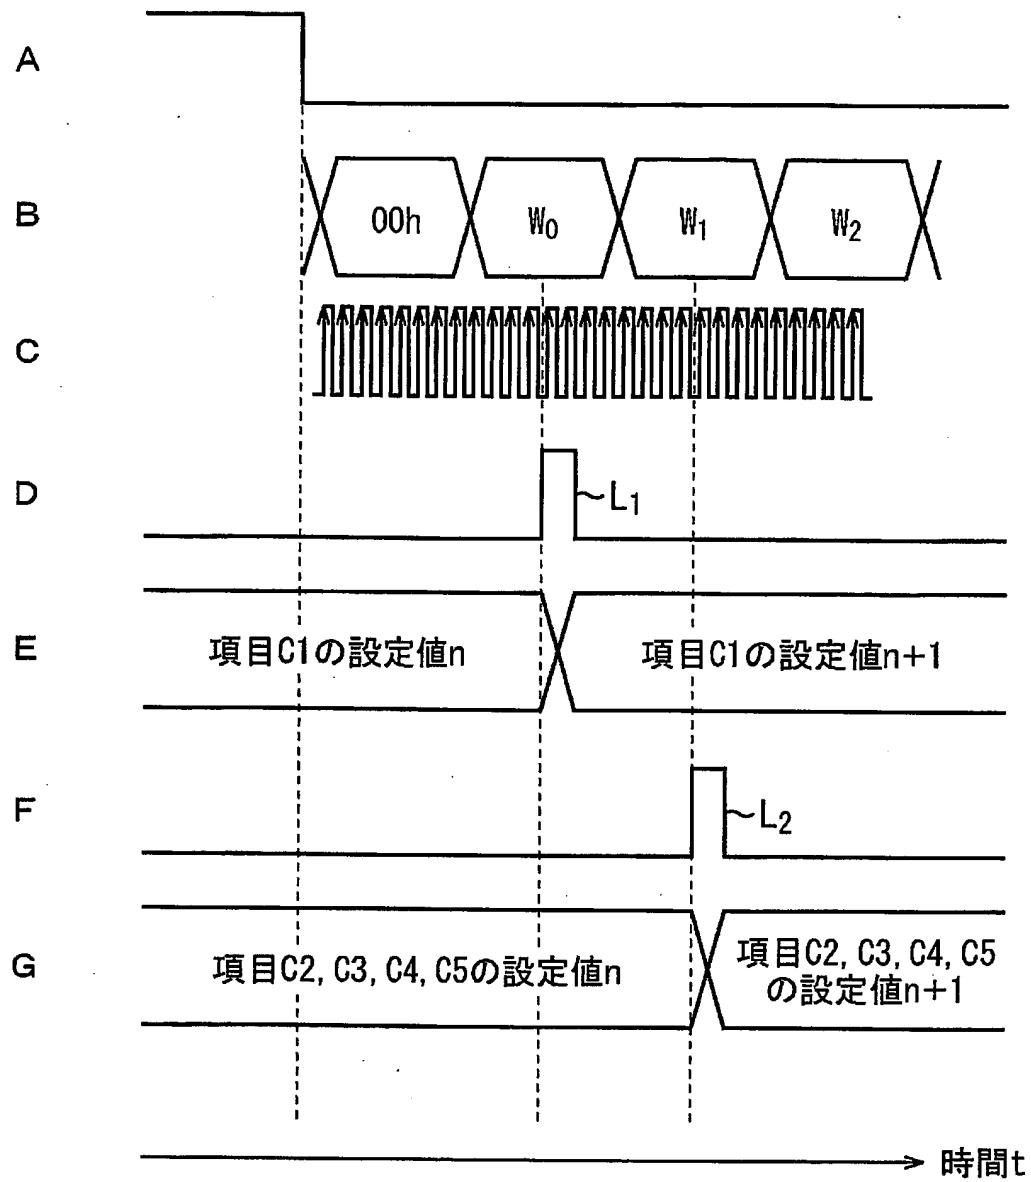 A
B
00h W0 W1 W2
C
D
L1
E
項目C1の設定値n 項目C1の設定値n+1
F
L2
G
項目C2, C3, C4, C5の設定値n
項目C2, C3, C4, C5
の設定値n+1
時間t